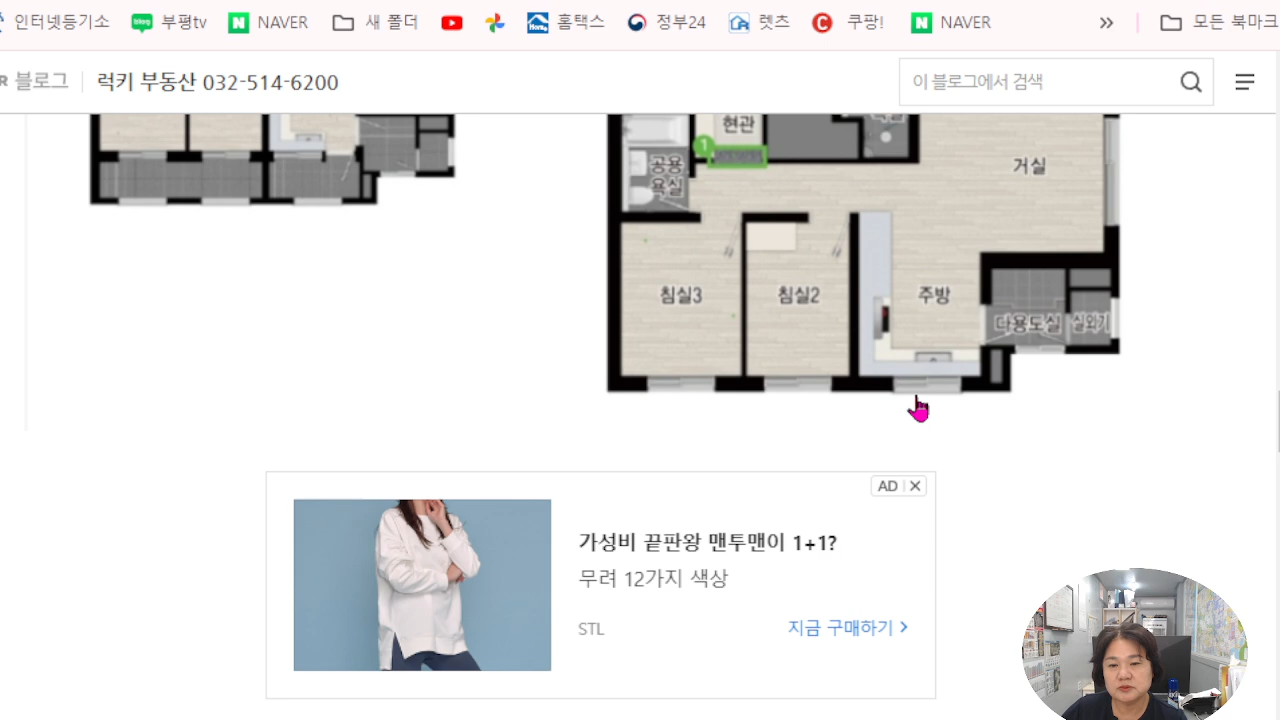 인터넷등기소 blog 부평tv N NAVER 새 폴더 홈택스 정부24 렛츠 C 쿠팡! N NAVER » 모든 북마크
R 블로그 럭키 부동산 032-514-6200 이 블로그에서 검색
현관
1
공용
욕실
거실
침실3 침실2 주방 다용도실 실외기
AD
가성비 끝판왕 맨투맨이 1+1?
무려 12가지 색상
STL 지금 구매하기